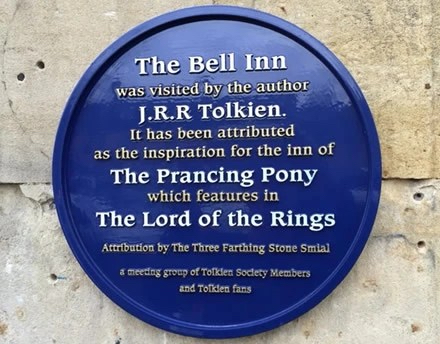 The Bell Inn
was visited by the author
J.R.R Tolkien.
It has been attributed
as the inspiration for the inn of
The Prancing Pony
which features in
The Lord of the Rings
Attribution by The Three Farthing Stone Smial
a meeting group of Tolkien Society Members
and Tolkien fans